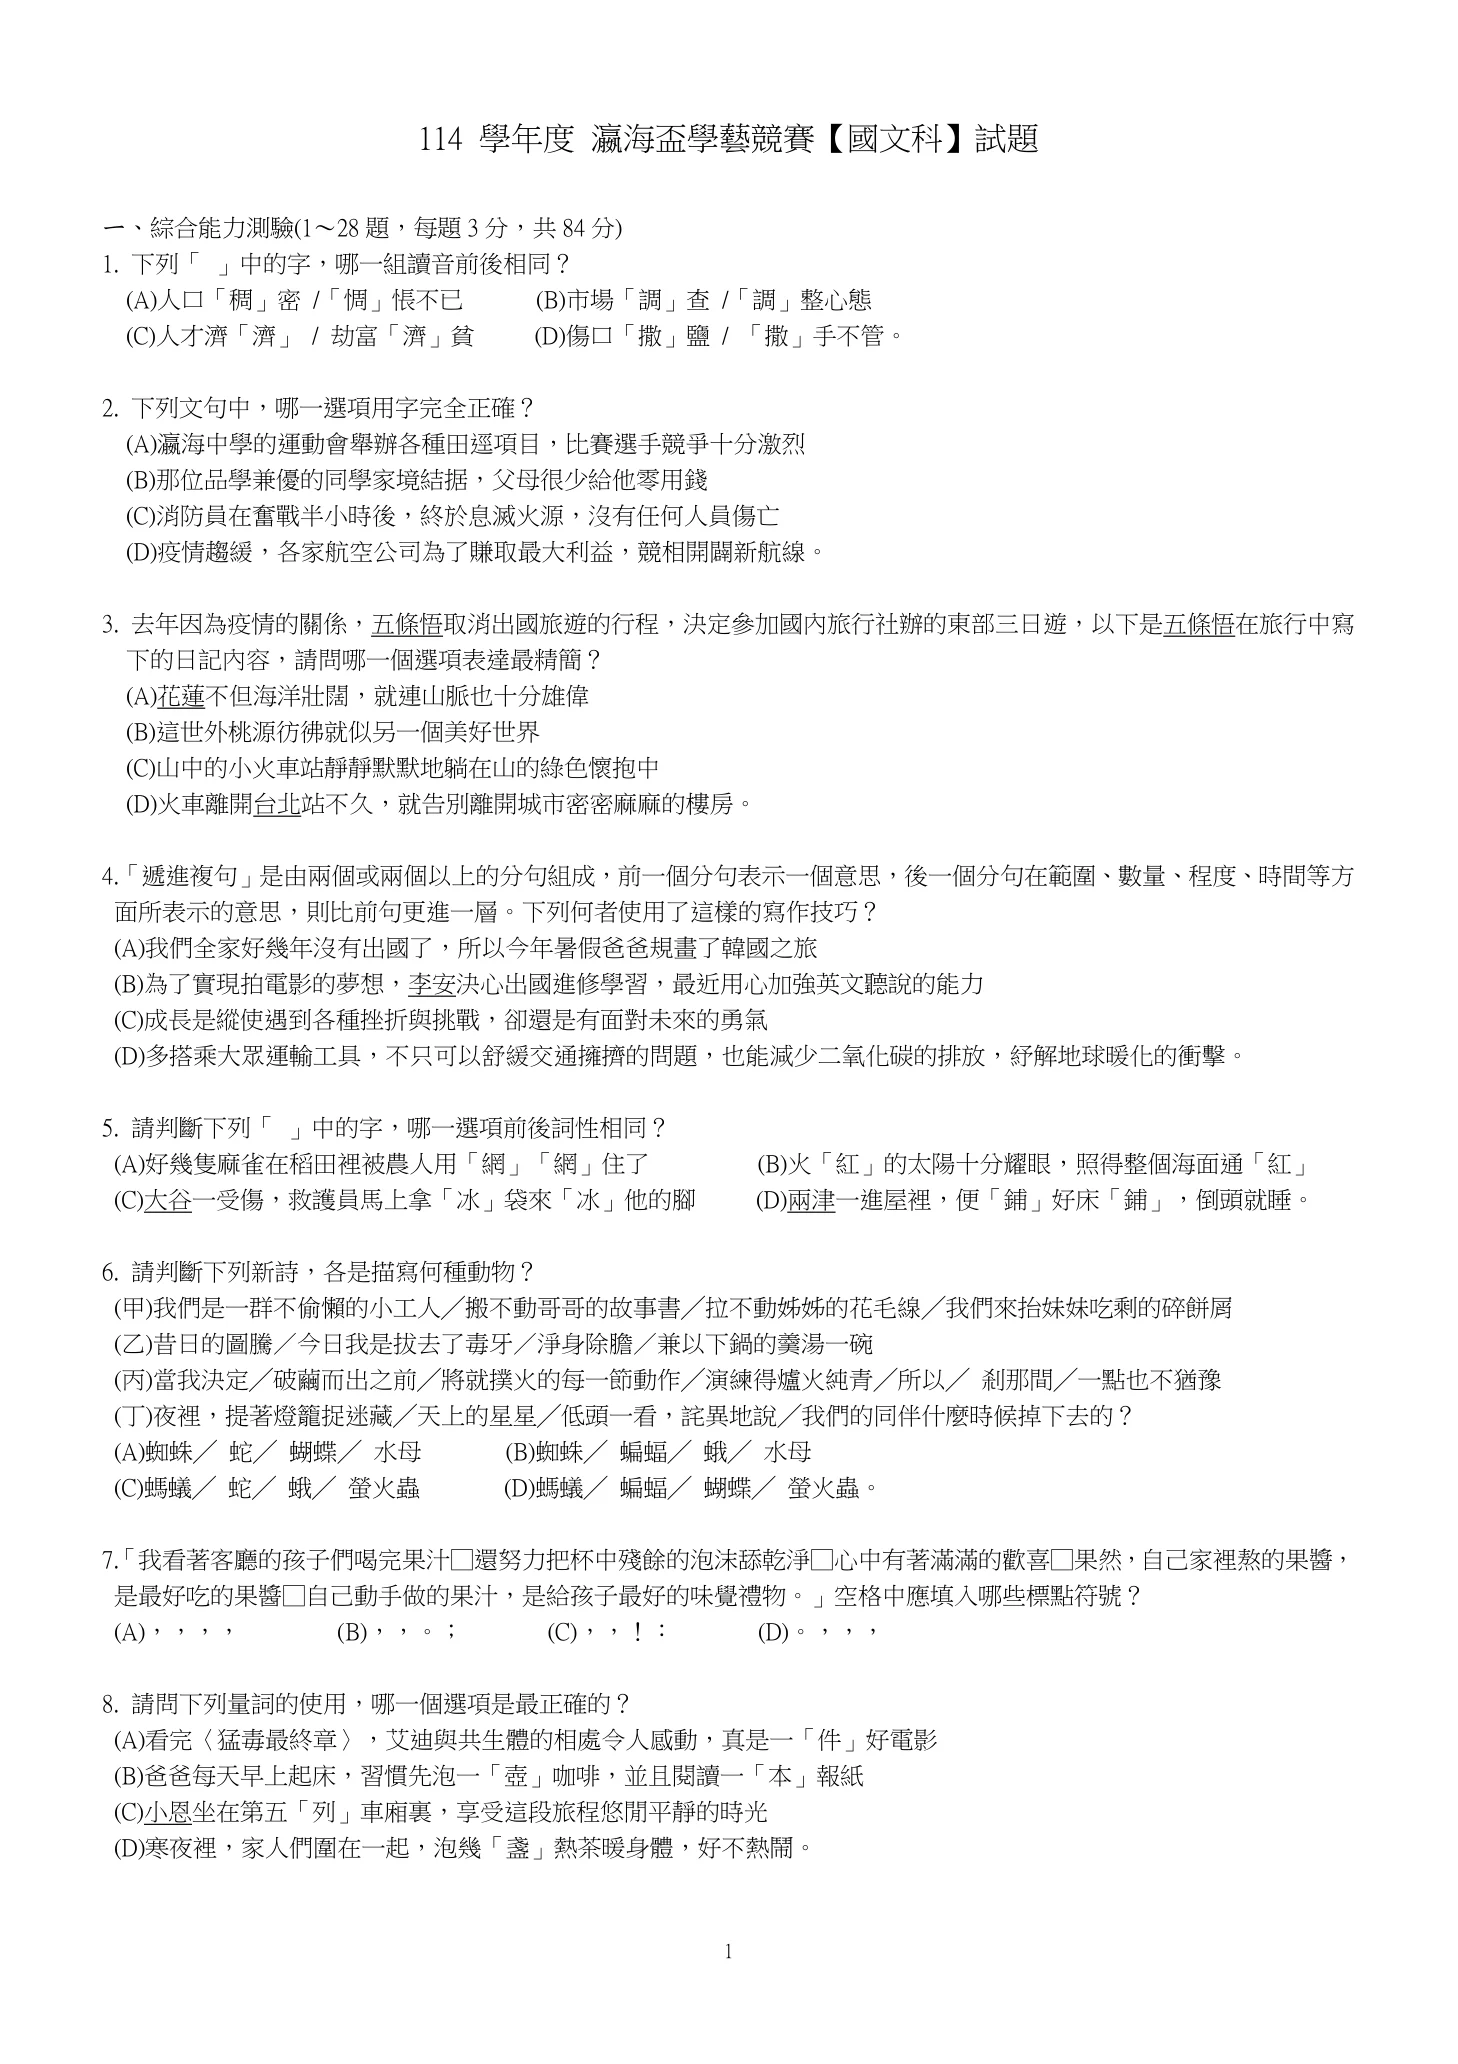 114 學年度 瀛海盃學藝競賽【國文科】試題
一、綜合能力測驗(1～28 題，每題 3 分，共 84 分)
1. 下列「　」中的字，哪一組讀音前後相同？
(A)人口「稠」密 /「惆」悵不已 (B)市場「調」查 /「調」整心態
(C)人才濟「濟」 / 劫富「濟」貧 (D)傷口「撒」鹽 / 「撒」手不管。
2. 下列文句中，哪一選項用字完全正確？
(A)瀛海中學的運動會舉辦各種田逕項目，比賽選手競爭十分激烈
(B)那位品學兼優的同學家境結据，父母很少給他零用錢
(C)消防員在奮戰半小時後，終於息滅火源，沒有任何人員傷亡
(D)疫情趨緩，各家航空公司為了賺取最大利益，競相開闢新航線。
3. 去年因為疫情的關係，五條悟取消出國旅遊的行程，決定參加國內旅行社辦的東部三日遊，以下是五條悟在旅行中寫
下的日記內容，請問哪一個選項表達最精簡？
(A)花蓮不但海洋壯闊，就連山脈也十分雄偉
(B)這世外桃源彷彿就似另一個美好世界
(C)山中的小火車站靜靜默默地躺在山的綠色懷抱中
(D)火車離開台北站不久，就告別離開城市密密麻麻的樓房。
4.「遞進複句」是由兩個或兩個以上的分句組成，前一個分句表示一個意思，後一個分句在範圍、數量、程度、時間等方
面所表示的意思，則比前句更進一層。下列何者使用了這樣的寫作技巧？
(A)我們全家好幾年沒有出國了，所以今年暑假爸爸規畫了韓國之旅
(B)為了實現拍電影的夢想，李安決心出國進修學習，最近用心加強英文聽說的能力
(C)成長是縱使遇到各種挫折與挑戰，卻還是有面對未來的勇氣
(D)多搭乘大眾運輸工具，不只可以舒緩交通擁擠的問題，也能減少二氧化碳的排放，紓解地球暖化的衝擊。
5. 請判斷下列「　」中的字，哪一選項前後詞性相同？
(A)好幾隻麻雀在稻田裡被農人用「網」「網」住了 (B)火「紅」的太陽十分耀眼，照得整個海面通「紅」
(C)大谷一受傷，救護員馬上拿「冰」袋來「冰」他的腳 (D)兩津一進屋裡，便「鋪」好床「鋪」，倒頭就睡。
6. 請判斷下列新詩，各是描寫何種動物？
(甲)我們是一群不偷懶的小工人／搬不動哥哥的故事書／拉不動姊姊的花毛線／我們來抬妹妹吃剩的碎餅屑
(乙)昔日的圖騰／今日我是拔去了毒牙／淨身除膽／兼以下鍋的羹湯一碗
(丙)當我決定／破繭而出之前／將就撲火的每一節動作／演練得爐火純青／所以／ 剎那間／一點也不猶豫
(丁)夜裡，提著燈籠捉迷藏／天上的星星／低頭一看，詫異地說／我們的同伴什麼時候掉下去的？
(A)蜘蛛／ 蛇／ 蝴蝶／ 水母 (B)蜘蛛／ 蝙蝠／ 蛾／ 水母
(C)螞蟻／ 蛇／ 蛾／ 螢火蟲 (D)螞蟻／ 蝙蝠／ 蝴蝶／ 螢火蟲。
7.「我看著客廳的孩子們喝完果汁□還努力把杯中殘餘的泡沫舔乾淨□心中有著滿滿的歡喜□果然，自己家裡熬的果醬，
是最好吃的果醬□自己動手做的果汁，是給孩子最好的味覺禮物。」空格中應填入哪些標點符號？
(A)，，，， (B)，，。； (C)，，！： (D)。，，，
8. 請問下列量詞的使用，哪一個選項是最正確的？
(A)看完〈猛毒最終章〉，艾迪與共生體的相處令人感動，真是一「件」好電影
(B)爸爸每天早上起床，習慣先泡一「壺」咖啡，並且閱讀一「本」報紙
(C)小恩坐在第五「列」車廂裏，享受這段旅程悠閒平靜的時光
(D)寒夜裡，家人們圍在一起，泡幾「盞」熱茶暖身體，好不熱鬧。
1